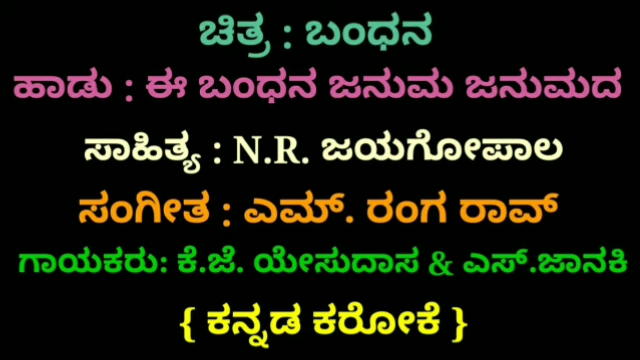 ಚಿತ್ರ : ಬಂಧನ
ಹಾಡು : ಈ ಬಂಧನ ಜನುಮ ಜನುಮದ
ಸಾಹಿತ್ಯ : N.R. ಜಯಗೋಪಾಲ
ಸಂಗೀತ : ಎಮ್. ರಂಗ ರಾವ್
ಗಾಯಕರು: ಕೆ.ಜೆ. ಯೇಸುದಾಸ & ಎಸ್.ಜಾನಕಿ
{ ಕನ್ನಡ ಕರೋಕೆ }